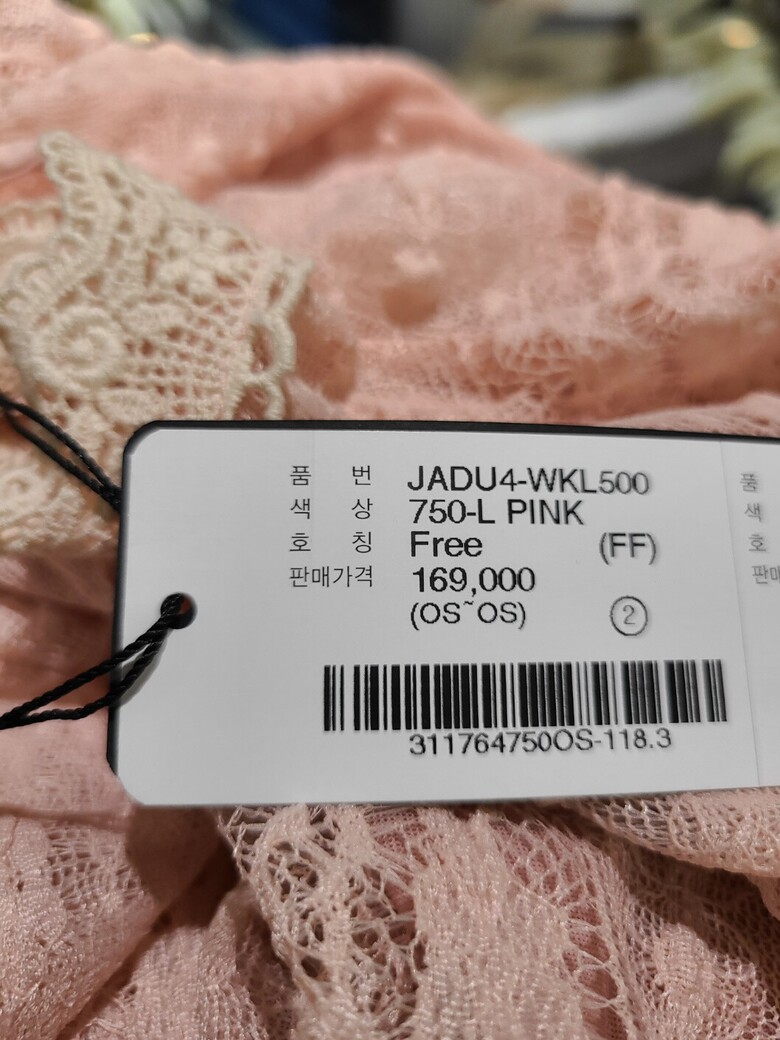 품 번 JADU4-WKL500
색 상 750-L PINK
호 칭 Free (FF)
판매가격 169,000
(OS~OS) ②
311764750OS-118.3
품
색
호
판매